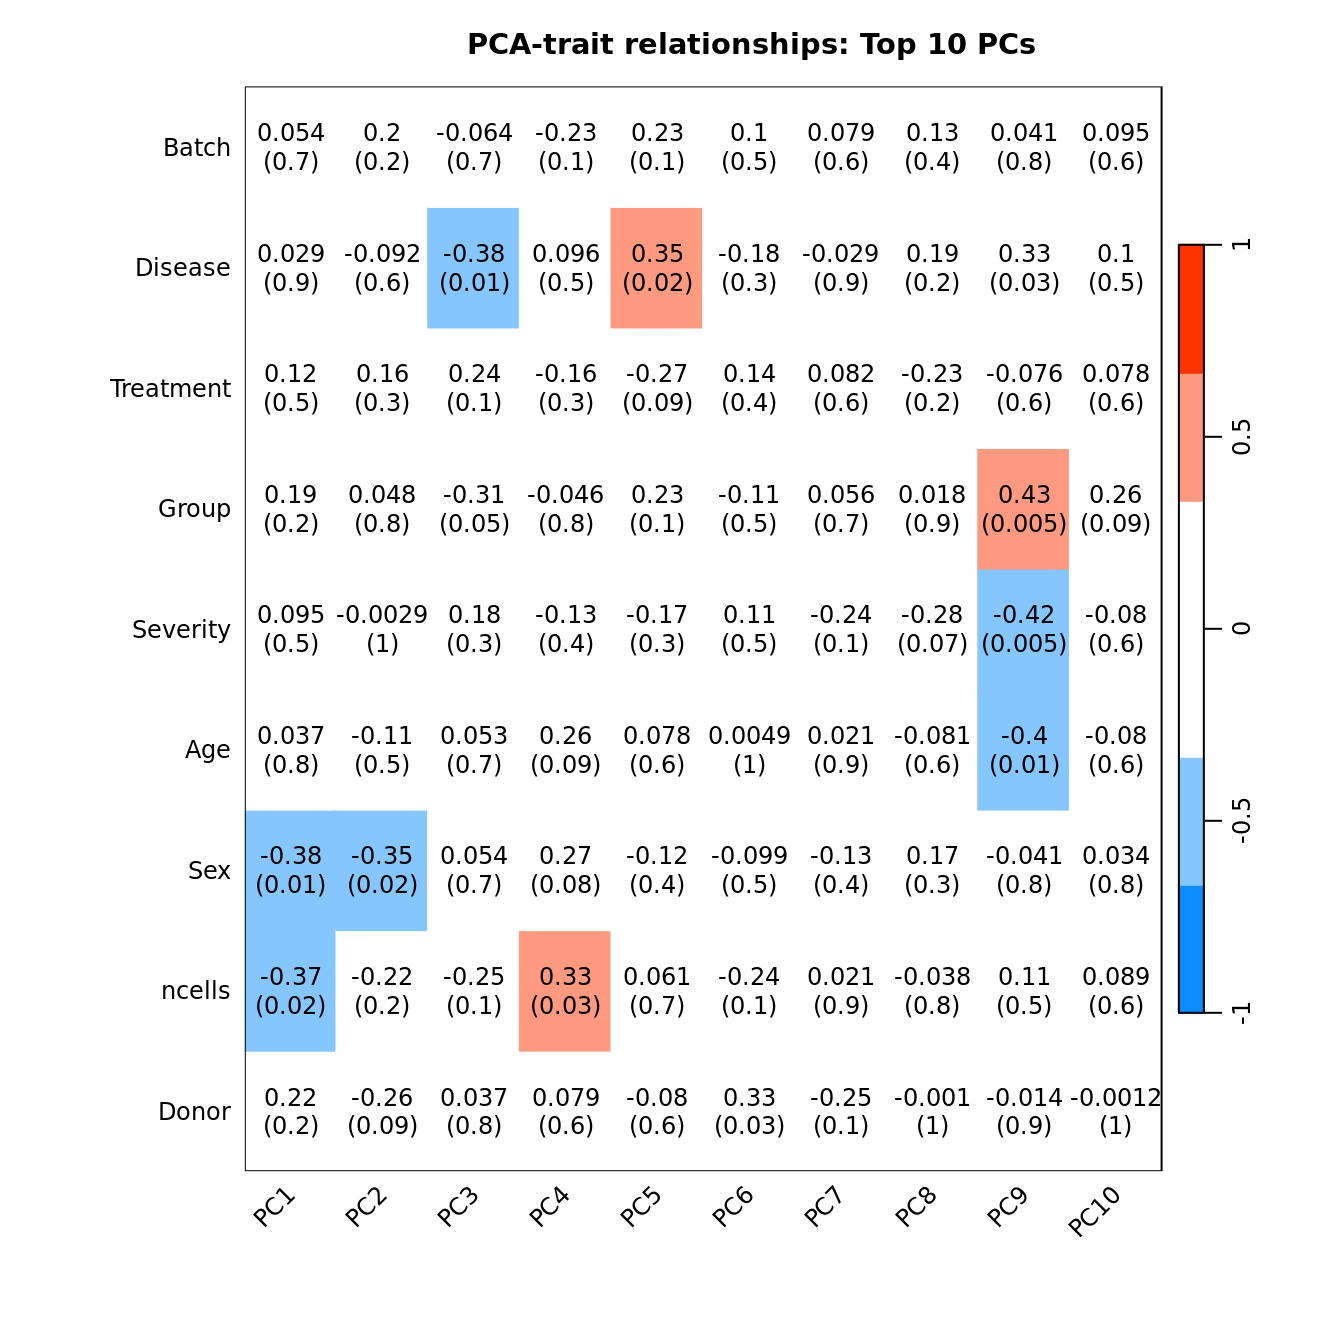 PCA-trait relationships: Top 10 PCs
Batch 0.054 0.2 -0.064 -0.23 0.23 0.1 0.079 0.13 0.041 0.095
(0.7) (0.2) (0.7) (0.1) (0.1) (0.5) (0.6) (0.4) (0.8) (0.6)
Disease 0.029 -0.092 -0.38 0.096 0.35 -0.18 -0.029 0.19 0.33 0.1
(0.9) (0.6) (0.01) (0.5) (0.02) (0.3) (0.9) (0.2) (0.03) (0.5)
Treatment 0.12 0.16 0.24 -0.16 -0.27 0.14 0.082 -0.23 -0.076 0.078
(0.5) (0.3) (0.1) (0.3) (0.09) (0.4) (0.6) (0.2) (0.6) (0.6)
Group 0.19 0.048 -0.31 -0.046 0.23 -0.11 0.056 0.018 0.43 0.26
(0.2) (0.8) (0.05) (0.8) (0.1) (0.5) (0.7) (0.9) (0.005) (0.09)
Severity 0.095 -0.0029 0.18 -0.13 -0.17 0.11 -0.24 -0.28 -0.42 -0.08
(0.5) (1) (0.3) (0.4) (0.3) (0.5) (0.1) (0.07) (0.005) (0.6)
Age 0.037 -0.11 0.053 0.26 0.078 0.0049 0.021 -0.081 -0.4 -0.08
(0.8) (0.5) (0.7) (0.09) (0.6) (1) (0.9) (0.6) (0.01) (0.6)
Sex -0.38 -0.35 0.054 0.27 -0.12 -0.099 -0.13 0.17 -0.041 0.034
(0.01) (0.02) (0.7) (0.08) (0.4) (0.5) (0.4) (0.3) (0.8) (0.8)
ncells -0.37 -0.22 -0.25 0.33 0.061 -0.24 0.021 -0.038 0.11 0.089
(0.02) (0.2) (0.1) (0.03) (0.7) (0.1) (0.9) (0.8) (0.5) (0.6)
Donor 0.22 -0.26 0.037 0.079 -0.08 0.33 -0.25 -0.001 -0.014 -0.0012
(0.2) (0.09) (0.8) (0.6) (0.6) (0.03) (0.1) (1) (0.9) (1)
PC1 PC2 PC3 PC4 PC5 PC6 PC7 PC8 PC9 PC10
1
0.5
0
-0.5
-1